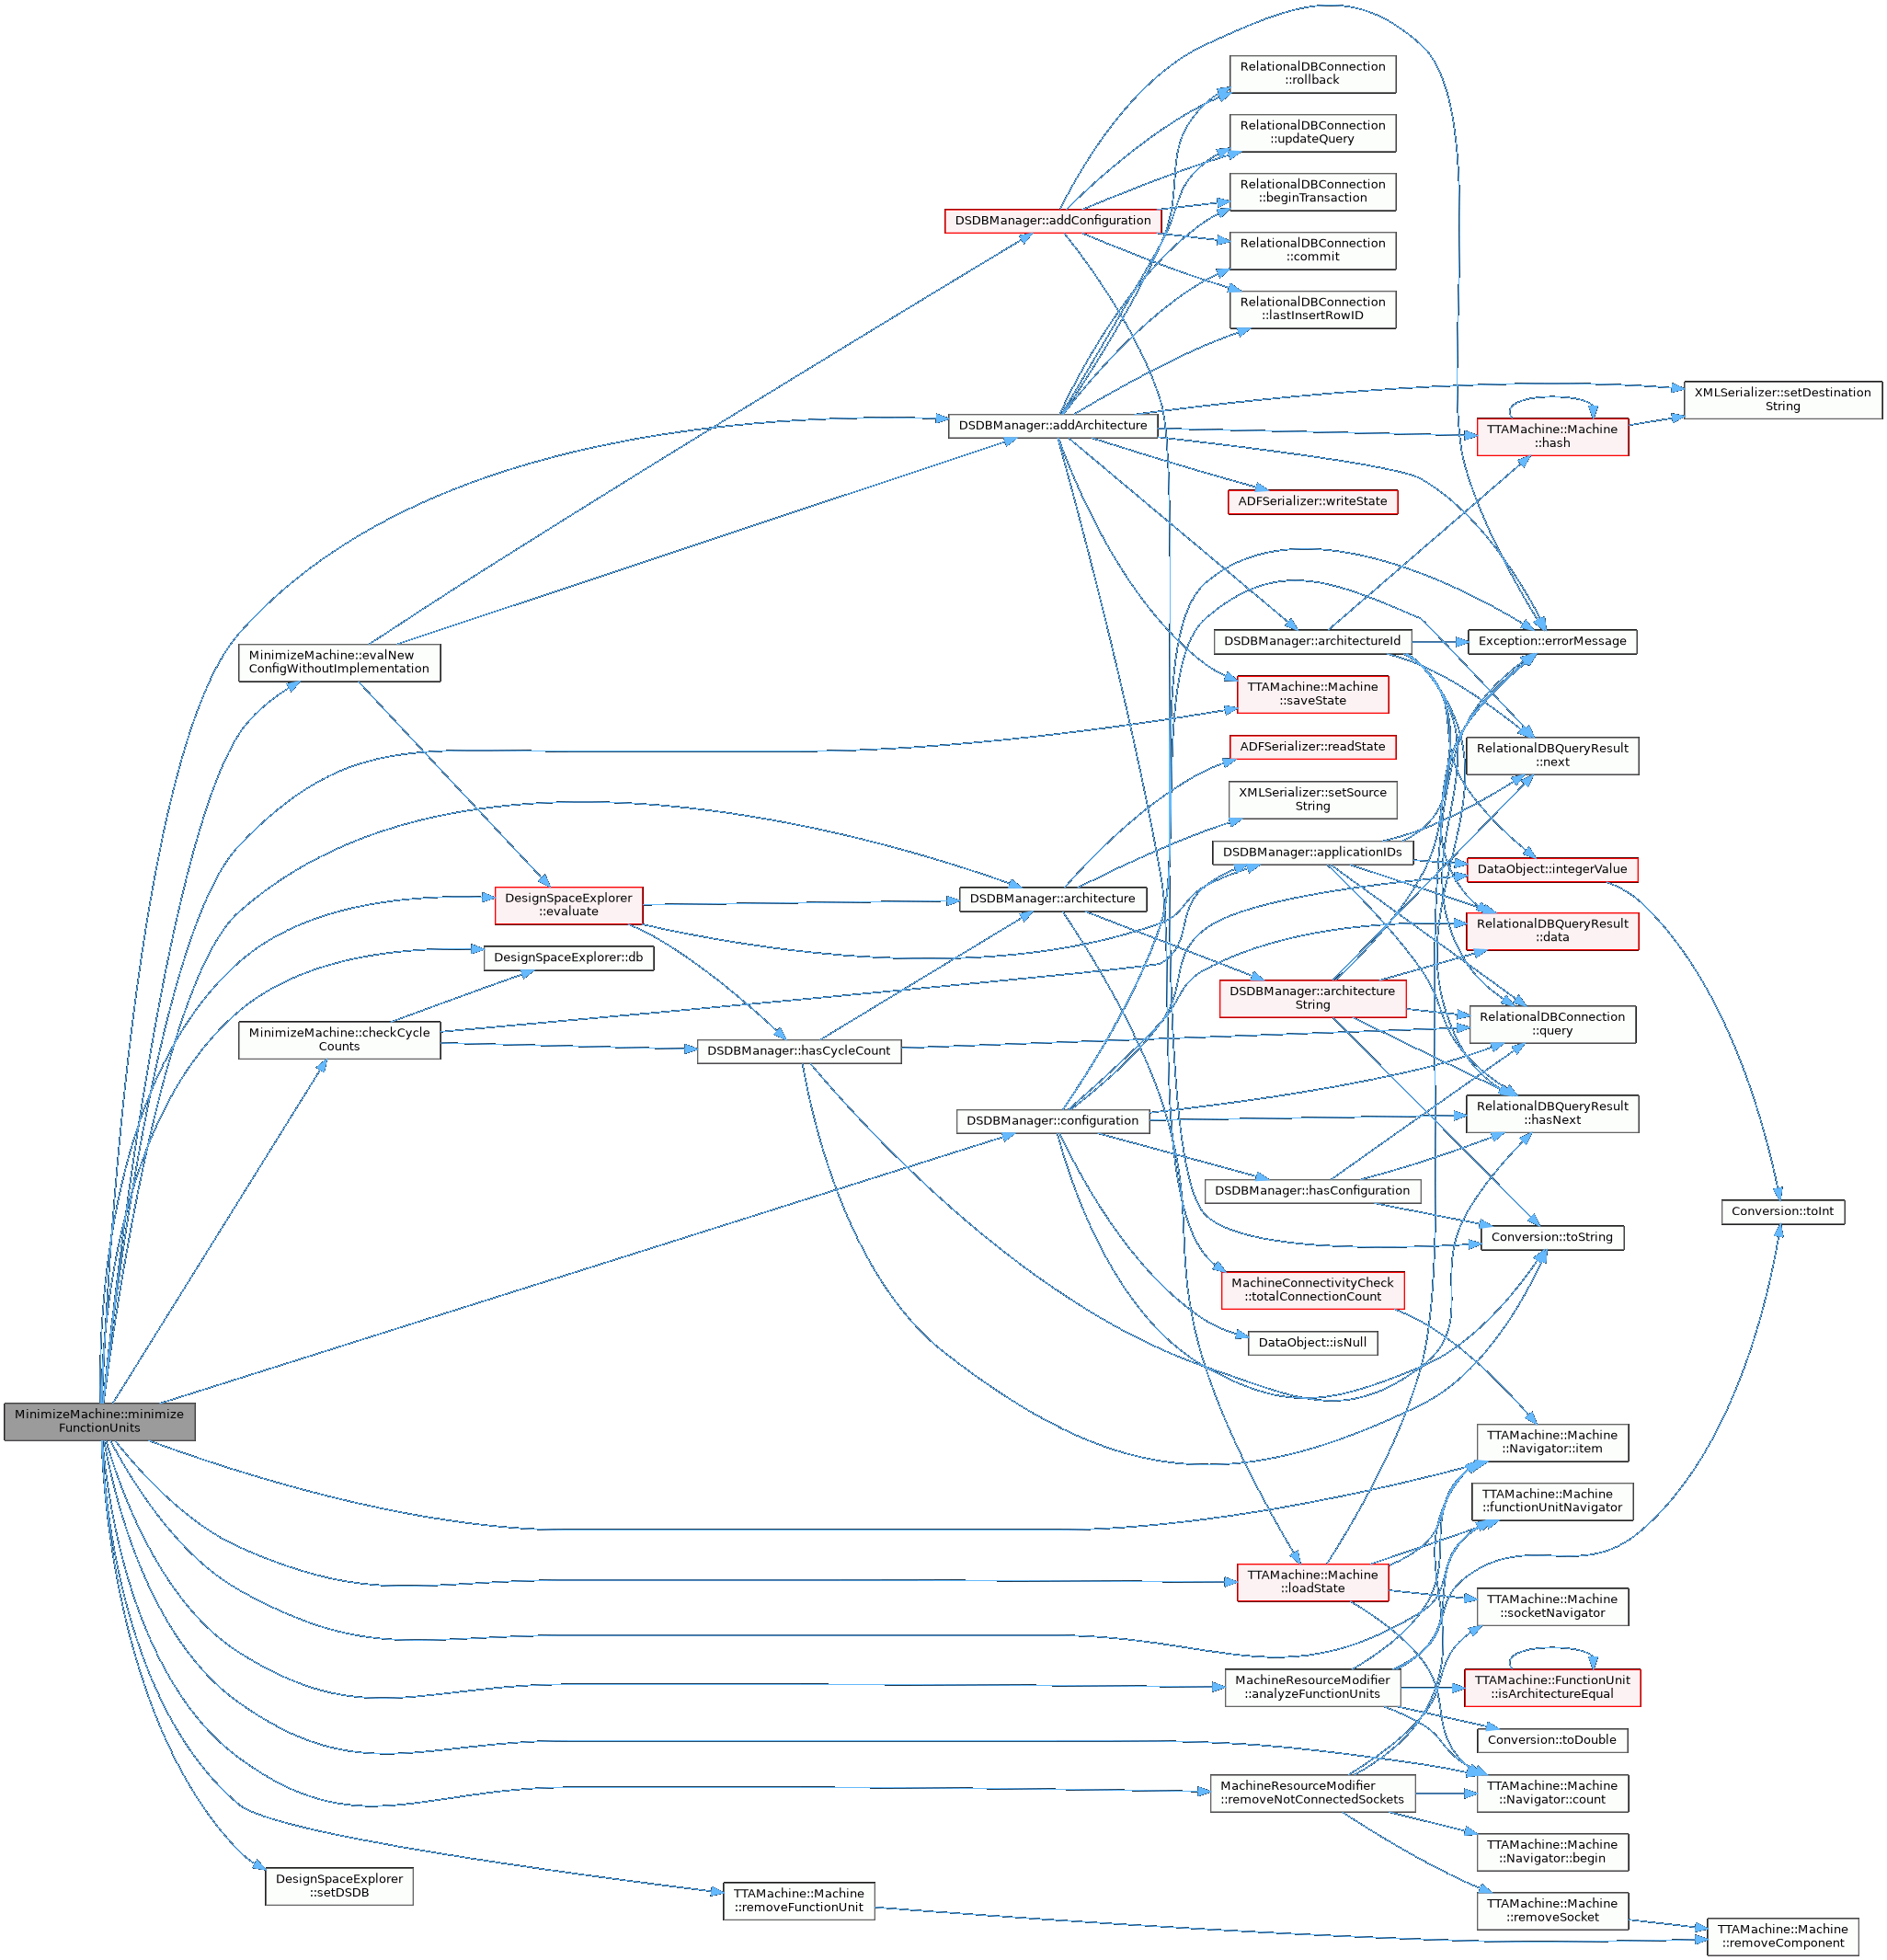 RelationalDBConnection
::rollback
RelationalDBConnection
::updateQuery
RelationalDBConnection
::beginTransaction
DSDBManager::addConfiguration
RelationalDBConnection
::commit
RelationalDBConnection
::lastInsertRowID
XMLSerializer::setDestination
String
DSDBManager::addArchitecture
TTAMachine::Machine
::hash
ADFSerializer::writeState
MinimizeMachine::evalNew
ConfigWithoutImplementation
DSDBManager::architectureId
Exception::errorMessage
TTAMachine::Machine
::saveState
ADFSerializer::readState
RelationalDBQueryResult
::next
XMLSerializer::setSource
String
DSDBManager::applicationIDs
DataObject::integerValue
DesignSpaceExplorer
::evaluate
DSDBManager::architecture
RelationalDBQueryResult
::data
DesignSpaceExplorer::db
DSDBManager::architecture
String
RelationalDBConnection
::query
MinimizeMachine::checkCycle
Counts
DSDBManager::hasCycleCount
DSDBManager::configuration
RelationalDBQueryResult
::hasNext
DSDBManager::hasConfiguration
Conversion::toInt
Conversion::toString
MachineConnectivityCheck
::totalConnectionCount
DataObject::isNull
MinimizeMachine::minimize
FunctionUnits
TTAMachine::Machine
::Navigator::item
TTAMachine::Machine
::functionUnitNavigator
TTAMachine::Machine
::loadState
TTAMachine::Machine
::socketNavigator
MachineResourceModifier
::analyzeFunctionUnits
TTAMachine::FunctionUnit
::isArchitectureEqual
Conversion::toDouble
MachineResourceModifier
::removeNotConnectedSockets
TTAMachine::Machine
::Navigator::count
TTAMachine::Machine
::Navigator::begin
DesignSpaceExplorer
::setDSDB
TTAMachine::Machine
::removeFunctionUnit
TTAMachine::Machine
::removeSocket
TTAMachine::Machine
::removeComponent